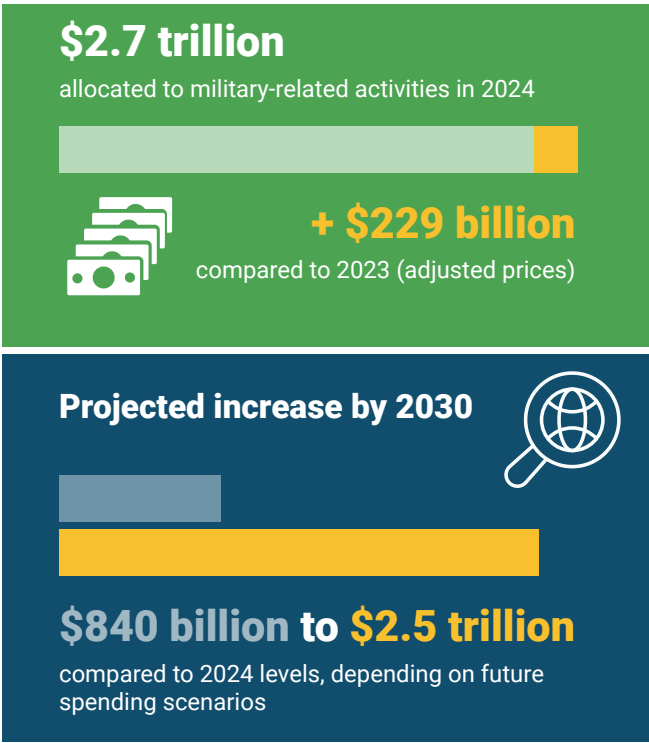 $2.7 trillion
allocated to military-related activities in 2024
+ $229 billion
compared to 2023 (adjusted prices)
Projected increase by 2030
$840 billion to $2.5 trillion
compared to 2024 levels, depending on future
spending scenarios